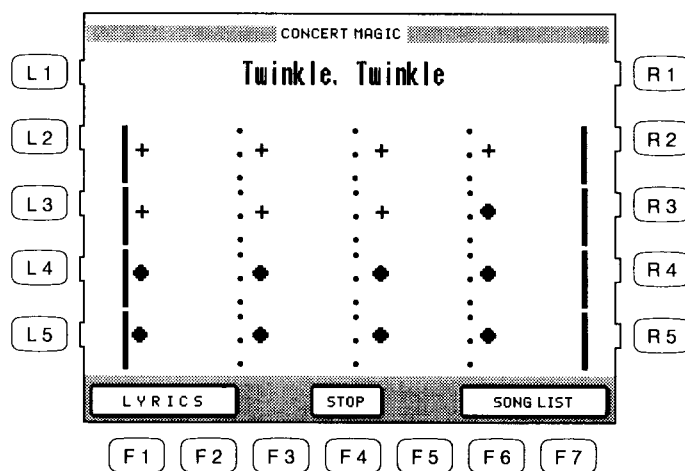 CONCERT MAGIC
L1 Twinkle, Twinkle R1
L2 R2
L3 R3
L4 R4
L5 R5
LYRICS STOP SONG LIST
F1 F2 F3 F4 F5 F6 F7